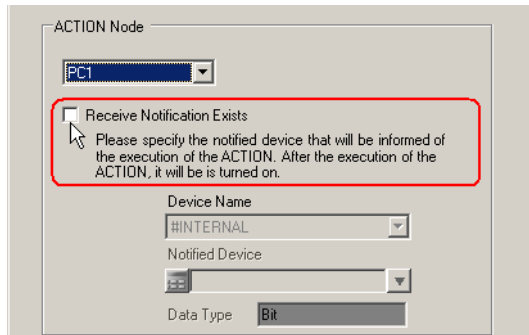 ACTION Node
PC1
Receive Notification Exists
Please specify the notified device that will be informed of
the execution of the ACTION. After the execution of the
ACTION, it will be is turned on.
Device Name
#INTERNAL
Notified Device
Data Type Bit